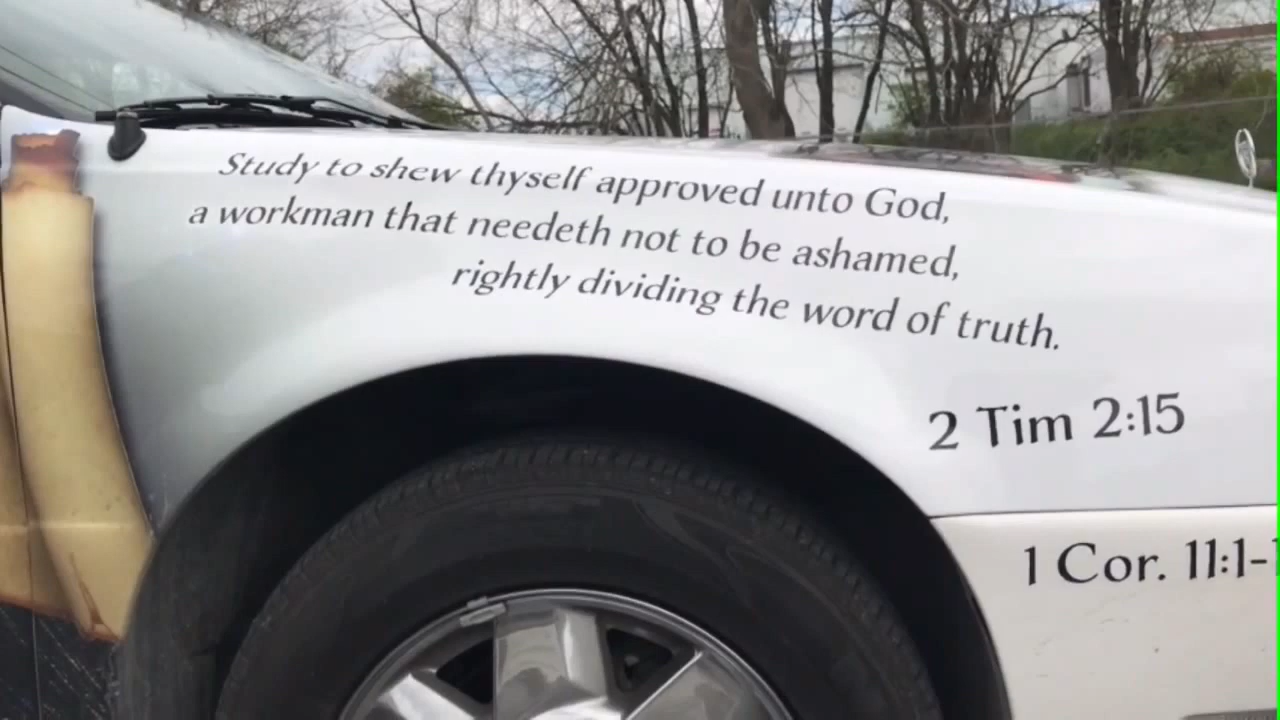 Study to shew thyself approved unto God,
a workman that needeth not to be ashamed,
rightly dividing the word of truth.
2 Tim 2:15
1 Cor. 11:1-